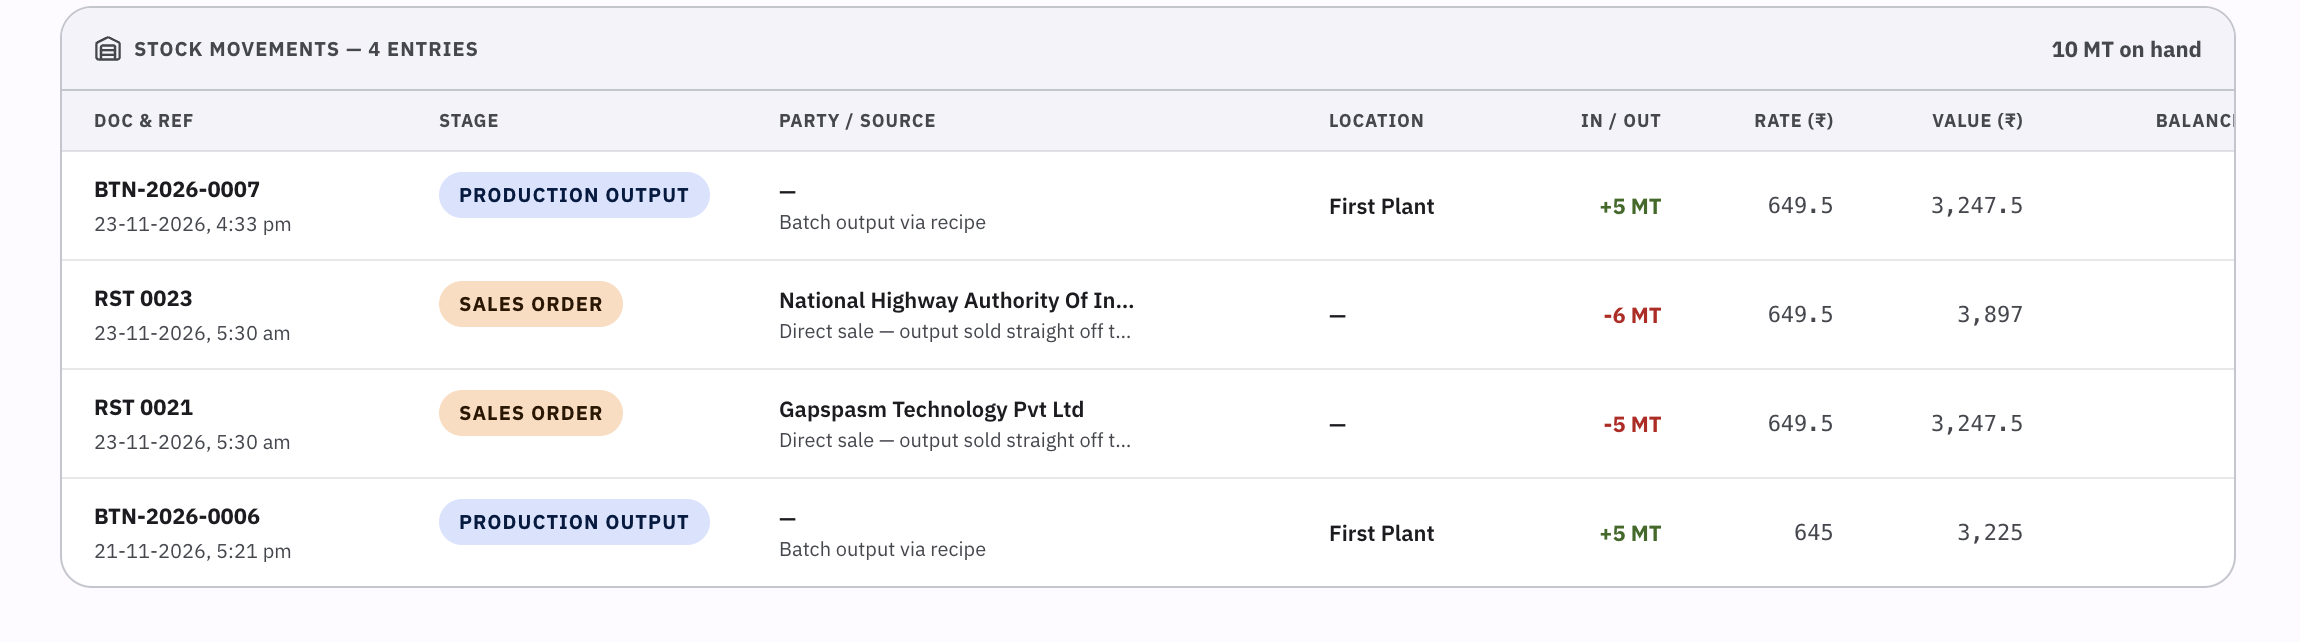 STOCK MOVEMENTS — 4 ENTRIES
10 MT on hand
DOC & REF STAGE PARTY / SOURCE LOCATION IN / OUT RATE (₹) VALUE (₹) BALANC
BTN-2026-0007 PRODUCTION OUTPUT — First Plant +5 MT 649.5 3,247.5
23-11-2026, 4:33 pm Batch output via recipe
RST 0023 SALES ORDER National Highway Authority Of In... — -6 MT 649.5 3,897
23-11-2026, 5:30 am Direct sale — output sold straight off t...
RST 0021 SALES ORDER Gapspasm Technology Pvt Ltd — -5 MT 649.5 3,247.5
23-11-2026, 5:30 am Direct sale — output sold straight off t...
BTN-2026-0006 PRODUCTION OUTPUT — First Plant +5 MT 645 3,225
21-11-2026, 5:21 pm Batch output via recipe